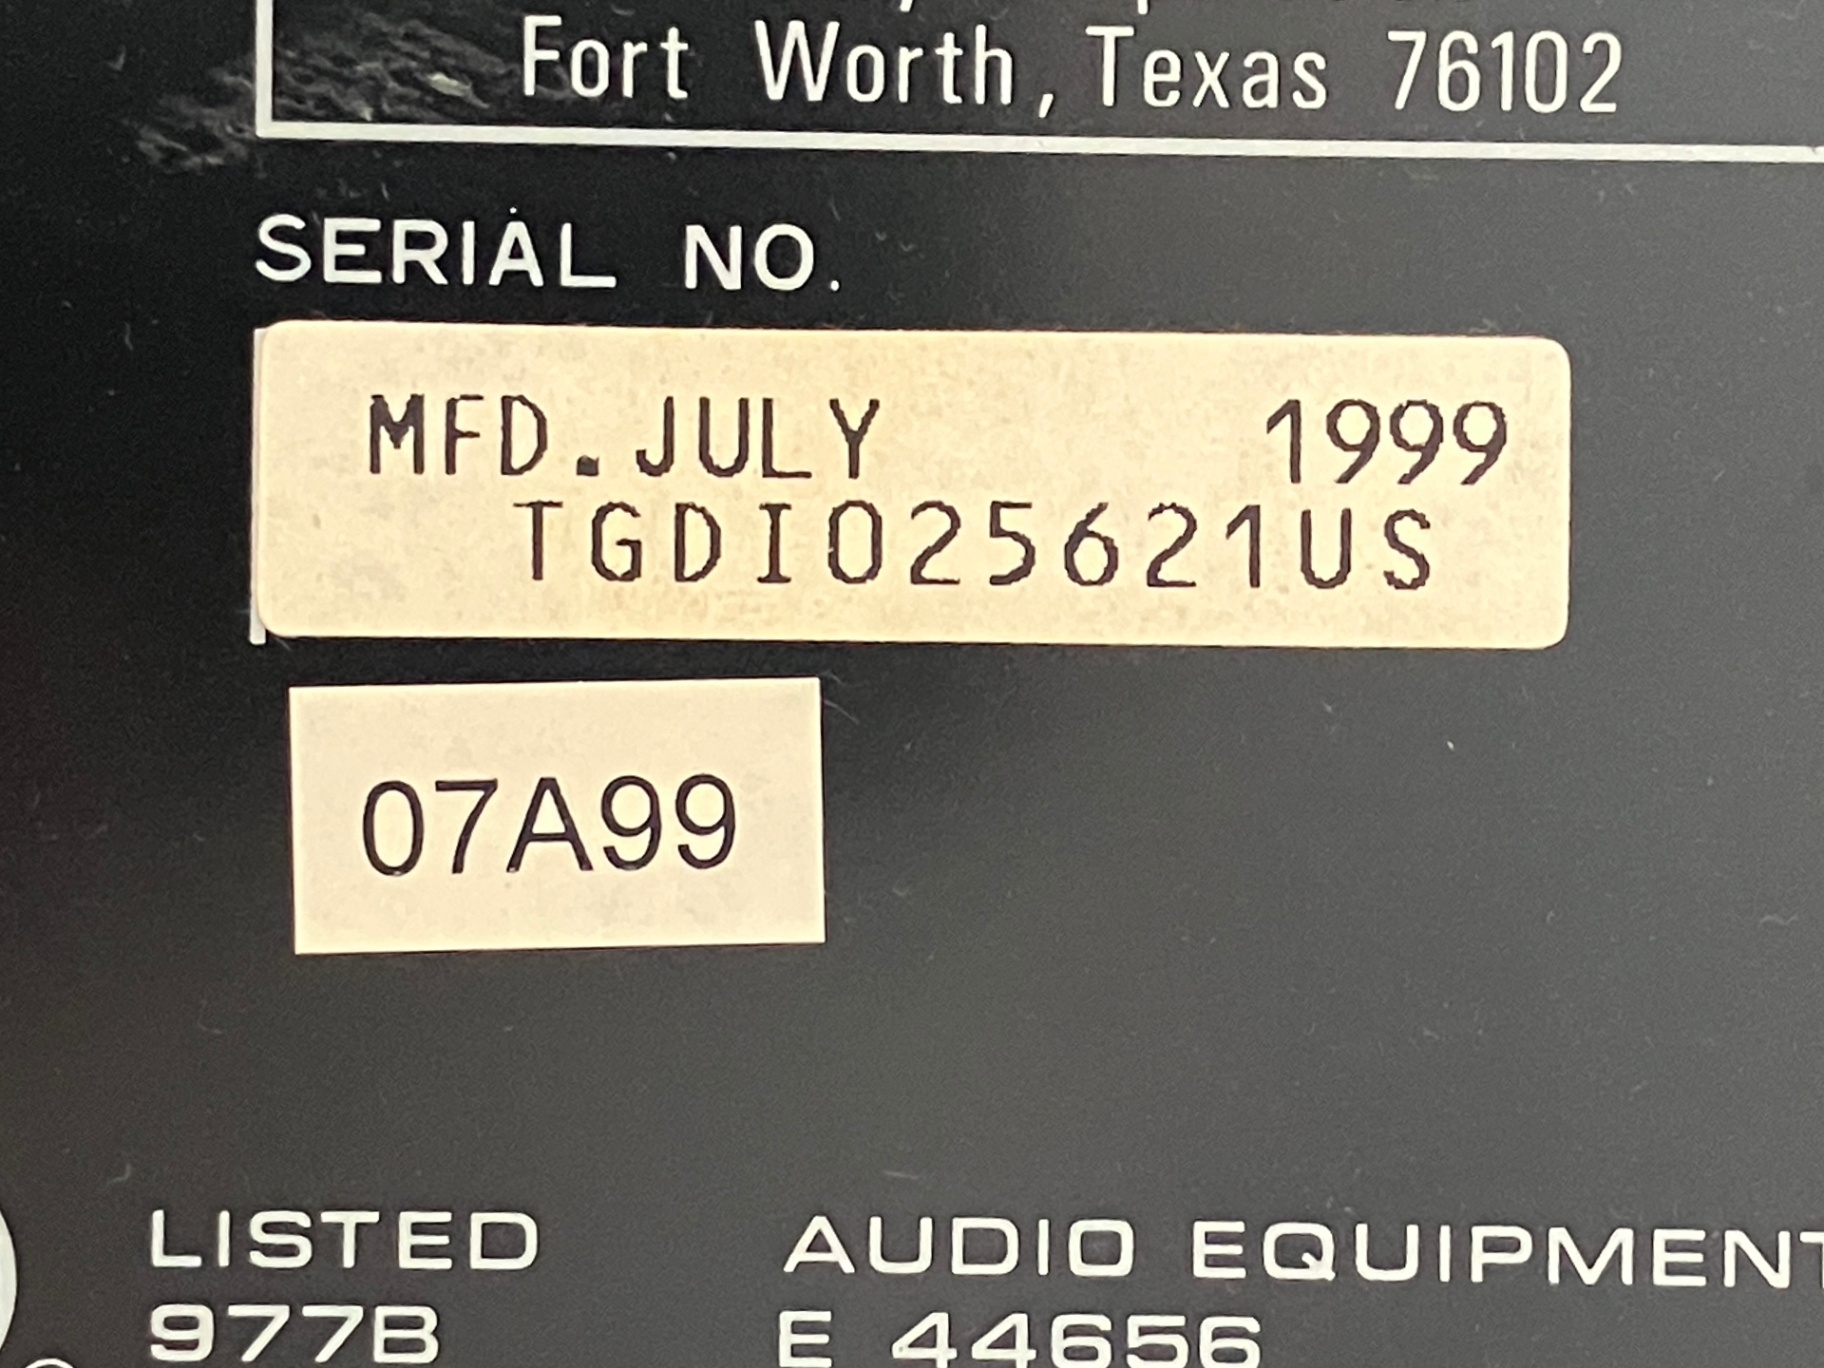 Fort Worth, Texas 76102
SERIAL NO.
MFD.JULY 1999
TGDI025621US
07A99
LISTED AUDIO EQUIPMENT
977B E 44656